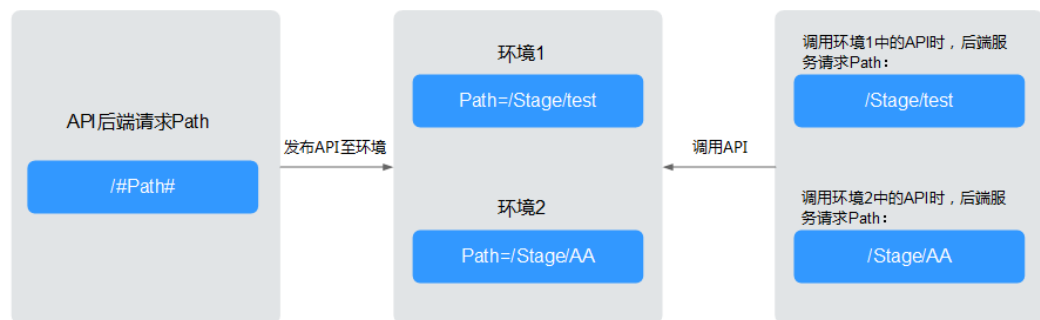 API后端请求Path
/#Path#
发布API至环境
环境1
Path=/Stage/test
环境2
Path=/Stage/AA
调用API
调用环境1中的API时，后端服
务请求Path：
/Stage/test
调用环境2中的API时，后端服
务请求Path：
/Stage/AA